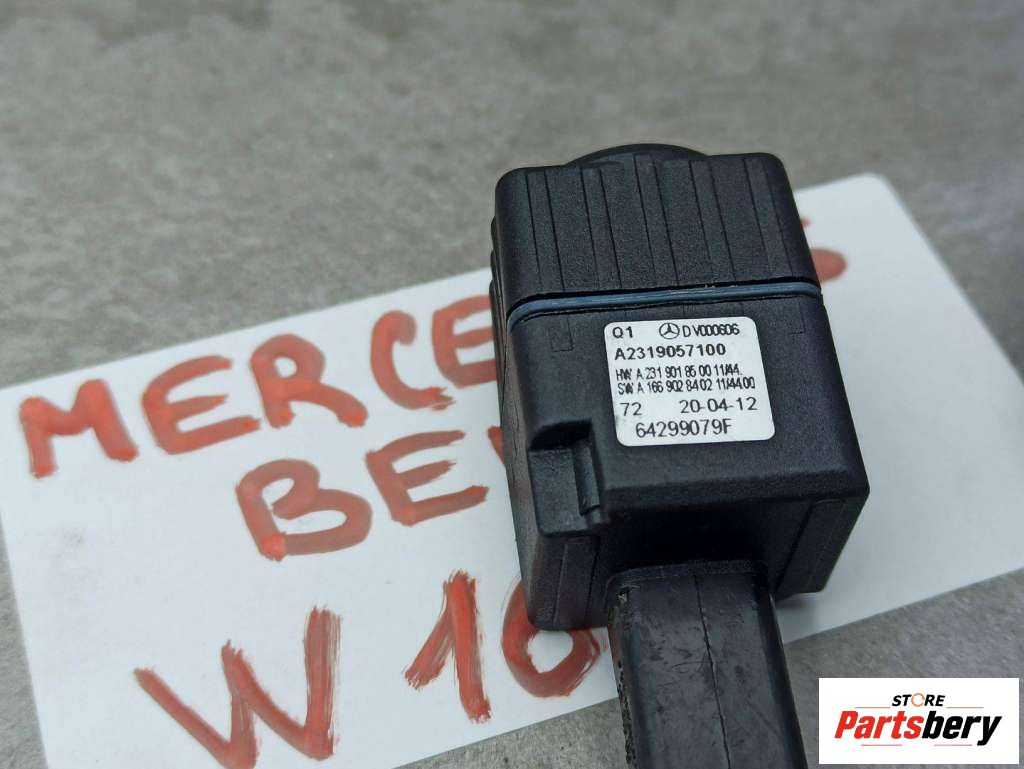 MERCE
BE
W 16
Q1 DV000606
A2319057100
HW A 231 901 85 00 11/44.
SW A 166 902 84 02 11/44.00
72 20-04-12
64299079F
STORE
Partsbery